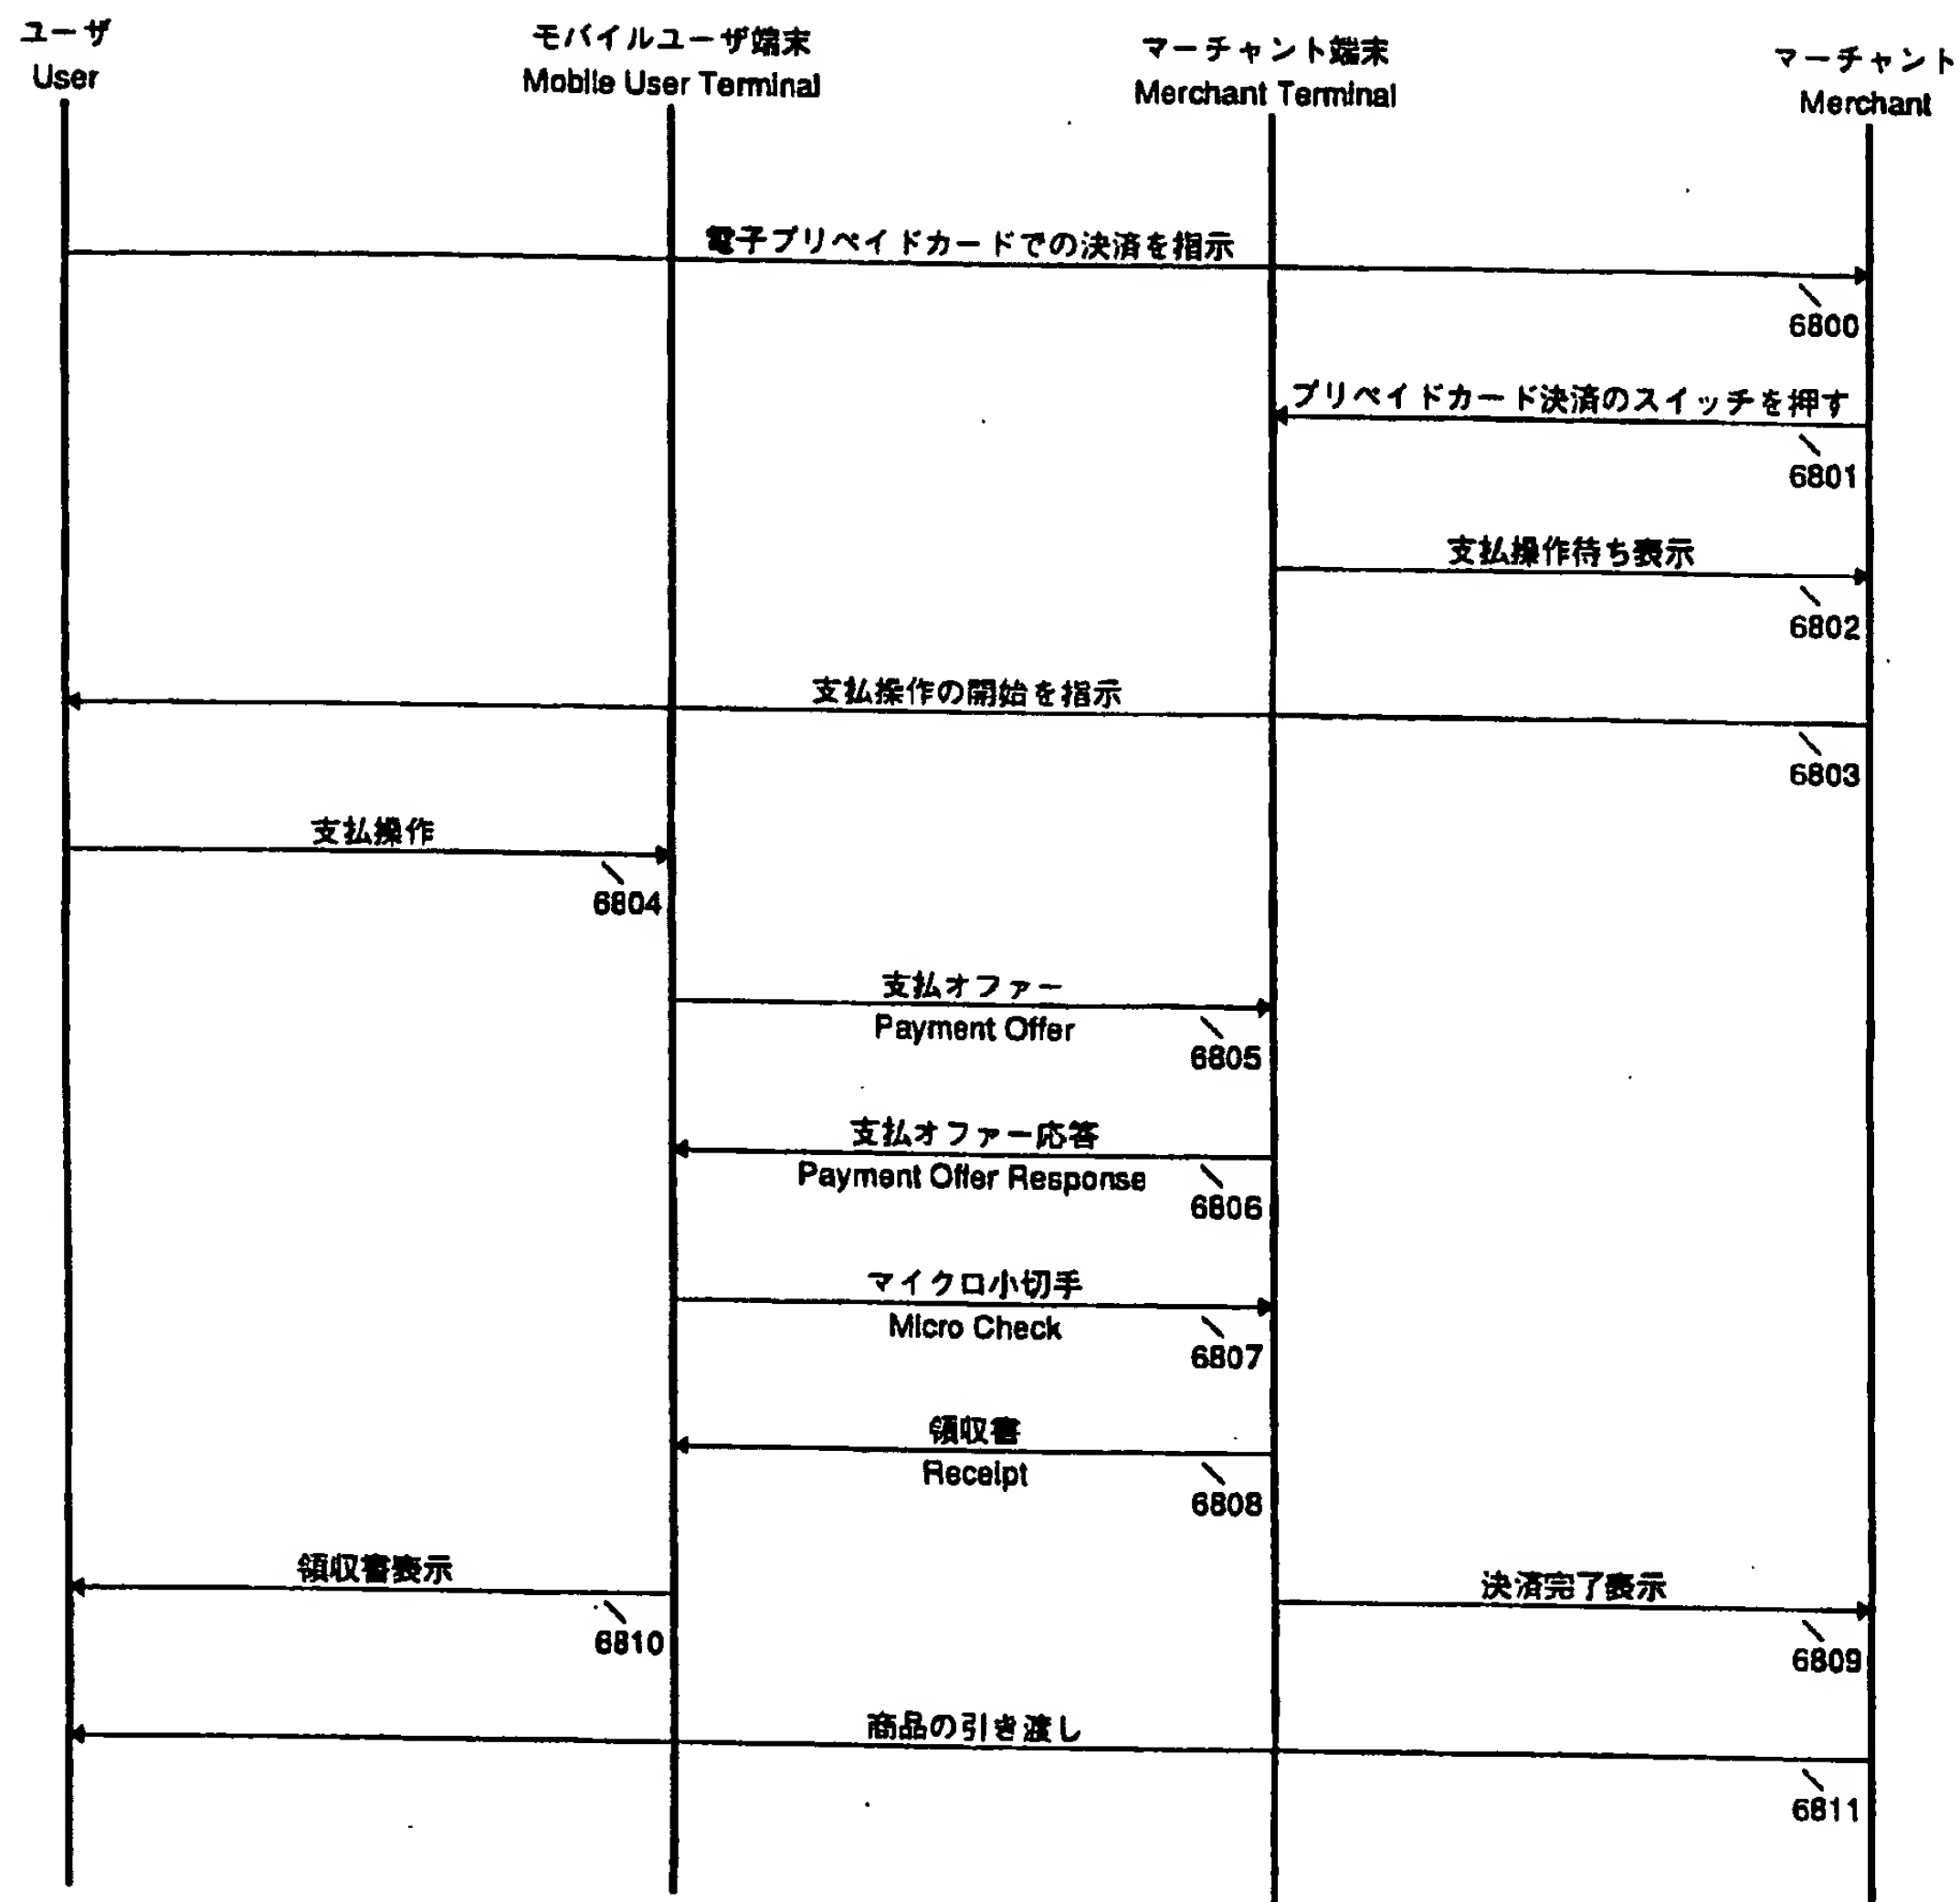 ユーザ
User
モバイルユーザ端末
Mobile User Terminal
マーチャント端末
Merchant Terminal
マーチャント
Merchant
電子プリペイドカードでの決済を指示
6800
プリペイドカード決済のスイッチを押す
6801
支払操作待ち表示
6802
支払操作の開始を指示
6803
支払操作
6804
支払オファー
Payment Offer
6805
支払オファー応答
Payment Offer Response
6806
マイクロ小切手
Micro Check
6807
領収書
Receipt
6808
領収書表示
6810
決済完了表示
6809
商品の引き渡し
6811